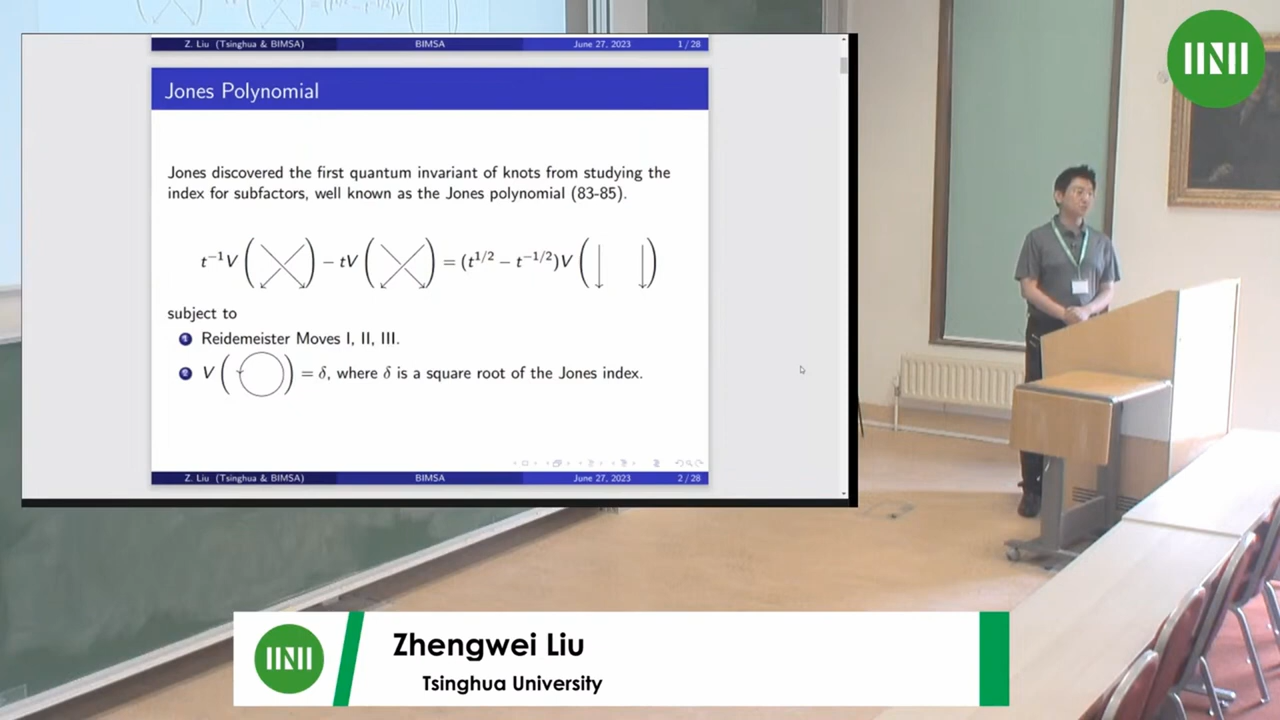 Z. Liu (Tsinghua & BIMSA) BIMSA June 27, 2023 1 / 28
Jones Polynomial
Jones discovered the first quantum invariant of knots from studying the
index for subfactors, well known as the Jones polynomial (83-85).
t⁻¹V ( ) − tV ( ) = (t^{1/2} − t^{−1/2})V ( )
subject to
1 Reidemeister Moves I, II, III.
2 V ( ) = δ, where δ is a square root of the Jones index.
Z. Liu (Tsinghua & BIMSA) BIMSA June 27, 2023 2 / 28
Zhengwei Liu
Tsinghua University